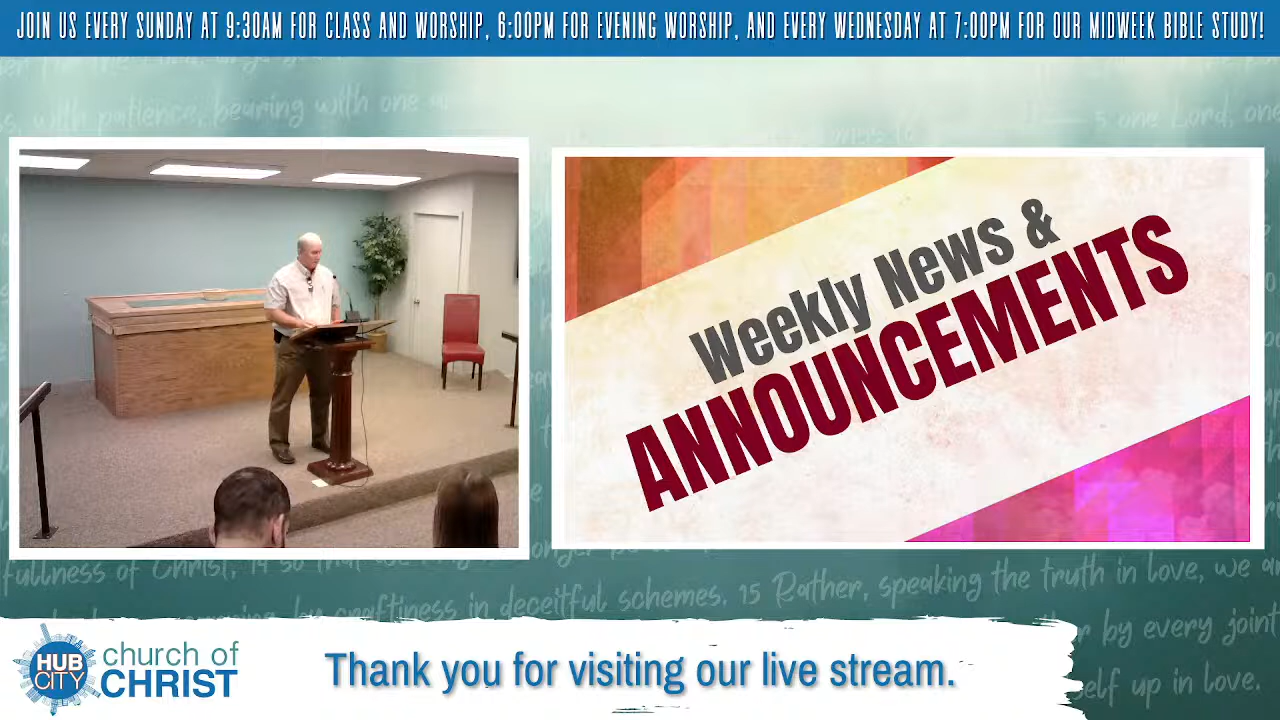 JOIN US EVERY SUNDAY AT 9:30AM FOR CLASS AND WORSHIP, 6:00PM FOR EVENING WORSHIP, AND EVERY WEDNESDAY AT 7:00PM FOR OUR MIDWEEK BIBLE STUDY!
with patience, bearing with one
5 one Lord, one
Weekly News &
ANNOUNCEMENTS
fullness of Christ, 14 so that
craftiness in deceitful schemes. 15 Rather, speaking the truth in love, we
by every joint
self up in love.
HUB
CITY
church of
CHRIST
Thank you for visiting our live stream.